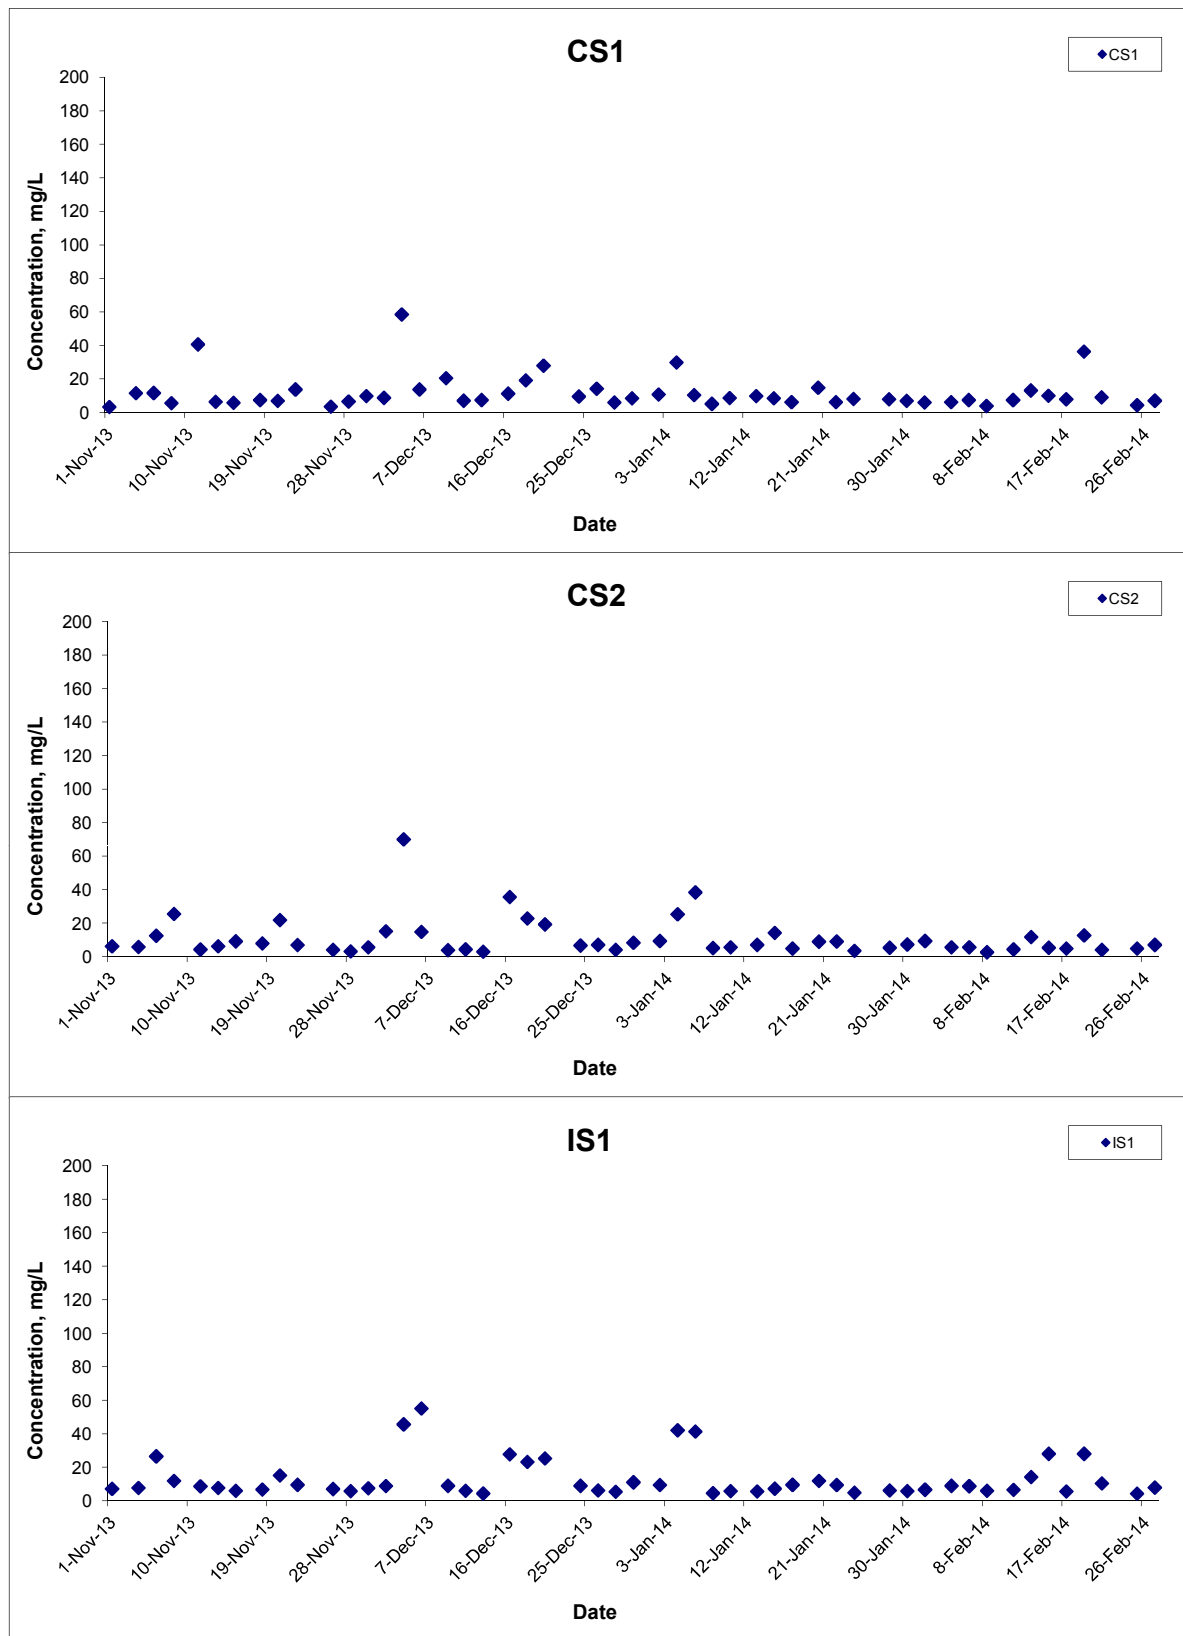 CS1
CS1
Concentration, mg/L
200
180
160
140
120
100
80
60
40
20
0
1-Nov-13
10-Nov-13
19-Nov-13
28-Nov-13
7-Dec-13
16-Dec-13
25-Dec-13
3-Jan-14
12-Jan-14
21-Jan-14
30-Jan-14
8-Feb-14
17-Feb-14
26-Feb-14
Date
CS2
CS2
Concentration, mg/L
200
180
160
140
120
100
80
60
40
20
0
1-Nov-13
10-Nov-13
19-Nov-13
28-Nov-13
7-Dec-13
16-Dec-13
25-Dec-13
3-Jan-14
12-Jan-14
21-Jan-14
30-Jan-14
8-Feb-14
17-Feb-14
26-Feb-14
Date
IS1
IS1
Concentration, mg/L
200
180
160
140
120
100
80
60
40
20
0
1-Nov-13
10-Nov-13
19-Nov-13
28-Nov-13
7-Dec-13
16-Dec-13
25-Dec-13
3-Jan-14
12-Jan-14
21-Jan-14
30-Jan-14
8-Feb-14
17-Feb-14
26-Feb-14
Date